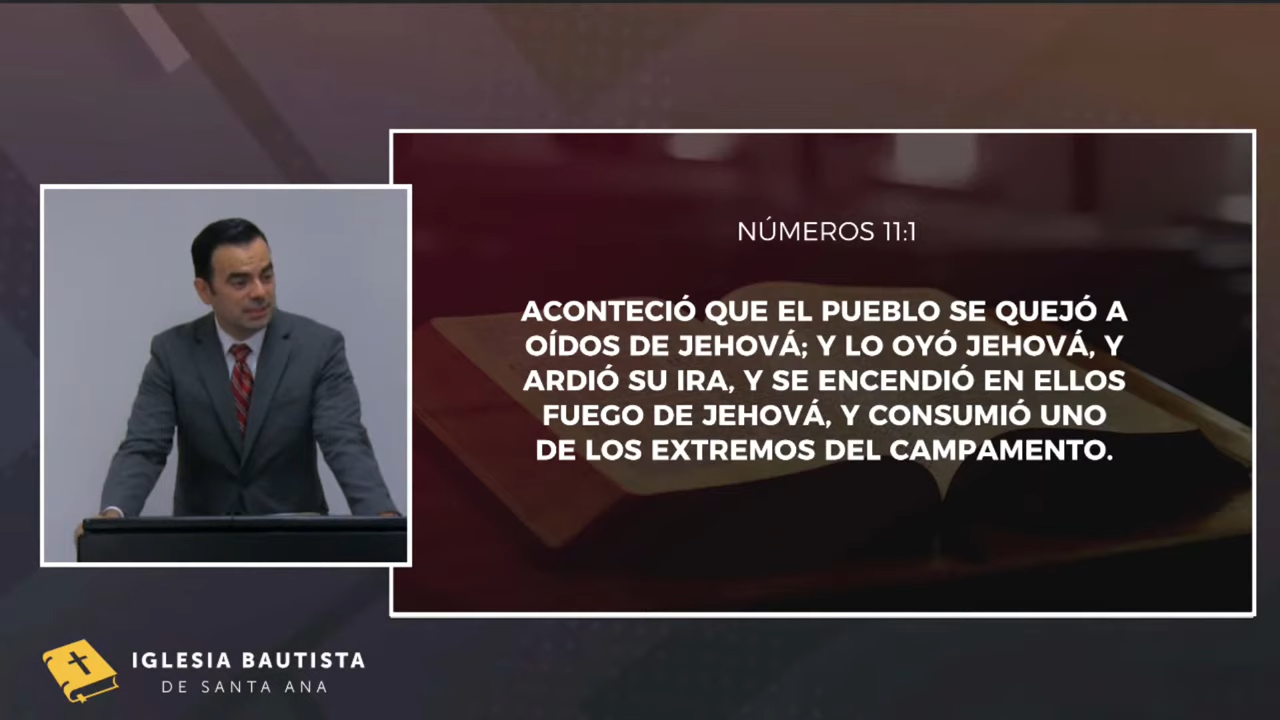 NÚMEROS 11:1
ACONTECIÓ QUE EL PUEBLO SE QUEJÓ A
OÍDOS DE JEHOVÁ; Y LO OYÓ JEHOVÁ, Y
ARDIÓ SU IRA, Y SE ENCENDIÓ EN ELLOS
FUEGO DE JEHOVÁ, Y CONSUMIÓ UNO
DE LOS EXTREMOS DEL CAMPAMENTO.
IGLESIA BAUTISTA
DE SANTA ANA